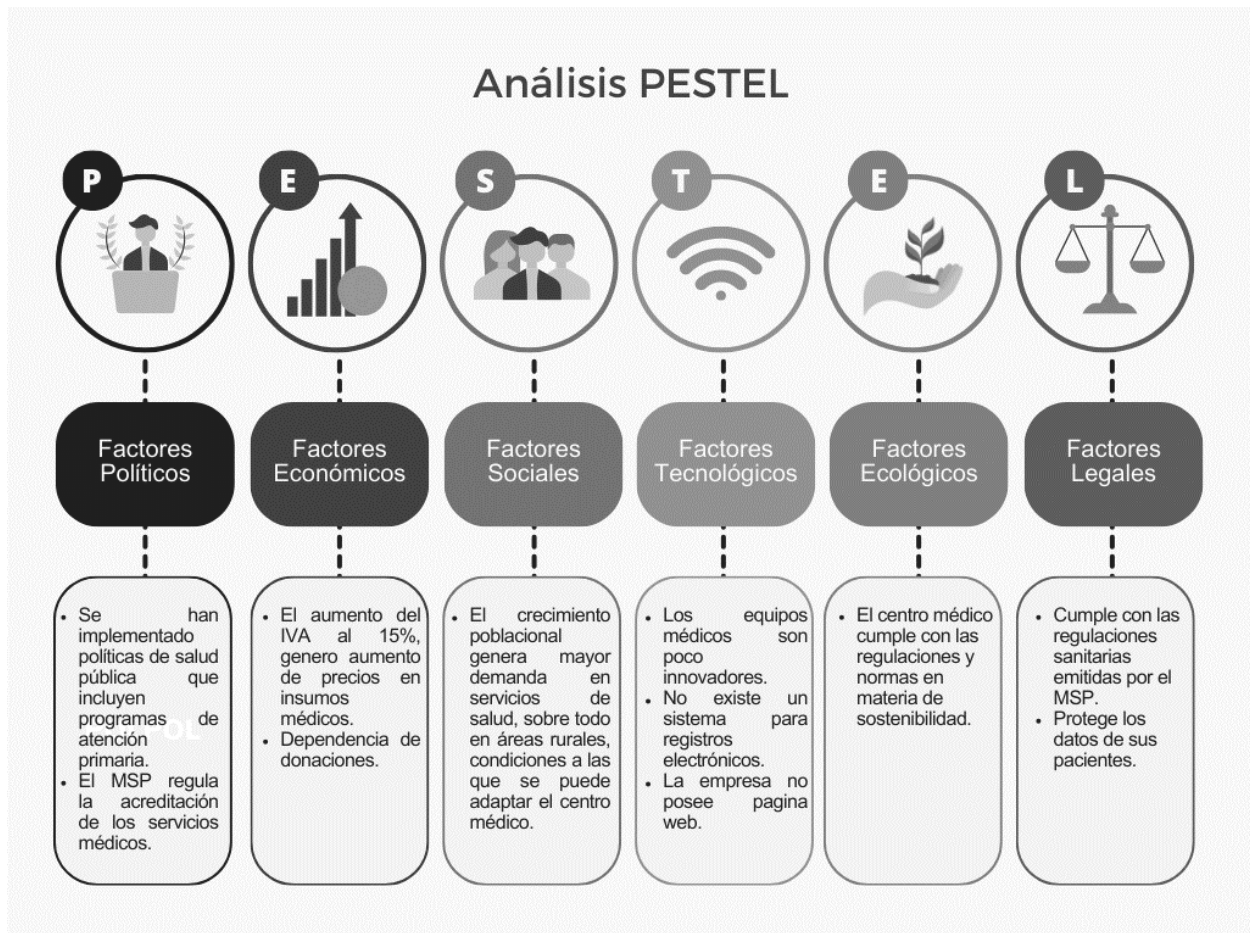 Análisis PESTEL
P
E
S
T
E
L
Factores
Políticos
Factores
Económicos
Factores
Sociales
Factores
Tecnológicos
Factores
Ecológicos
Factores
Legales
• Se han
implementado
políticas de salud
pública que
incluyen
programas de
atención
primaria.
• El MSP regula
la acreditación
de los servicios
médicos.
POL
• El aumento del
IVA al 15%,
genero aumento
de precios en
insumos
médicos.
• Dependencia de
donaciones.
• El crecimiento
poblacional
genera mayor
demanda en
servicios de
salud, sobre todo
en áreas rurales,
condiciones a las
que se puede
adaptar el centro
médico.
• Los equipos
médicos son
poco
innovadores.
• No existe un
sistema para
registros
electrónicos.
• La empresa no
posee pagina
web.
• El centro médico
cumple con las
regulaciones y
normas en
materia de
sostenibilidad.
• Cumple con las
regulaciones
sanitarias
emitidas por el
MSP.
• Protege los
datos de sus
pacientes.